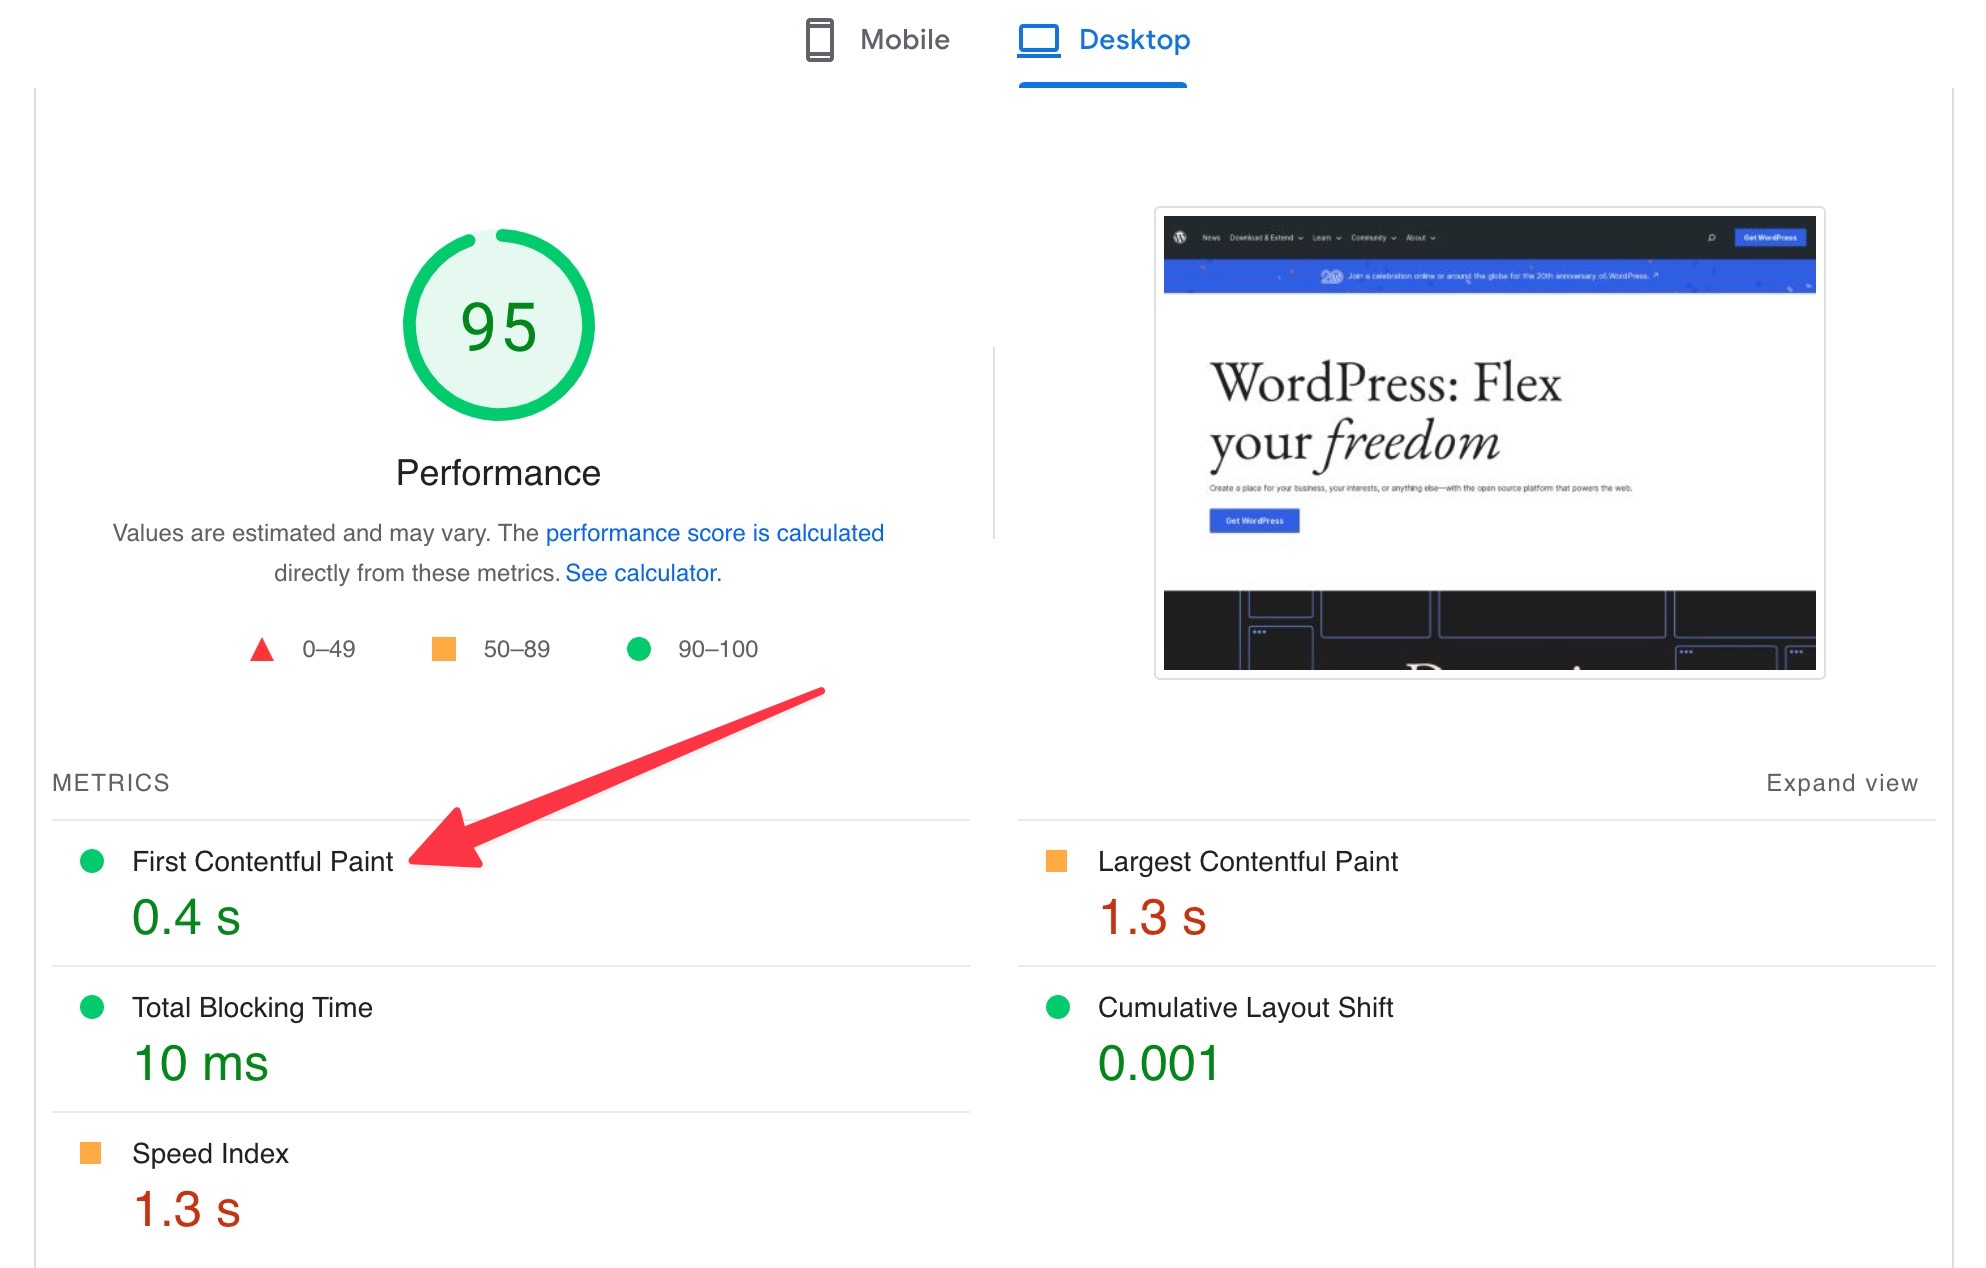 Mobile
Desktop
95
Performance
Values are estimated and may vary. The performance score is calculated
directly from these metrics. See calculator.
0–49
50–89
90–100
News Download & Extend Learn Community About
Get WordPress
Join a celebration online or around the globe for the 20th anniversary of WordPress. ↗
WordPress: Flex
your freedom
Create a place for your business, your interests, or anything else—with the open source platform that powers the web.
Get WordPress
METRICS
Expand view
First Contentful Paint
0.4 s
Largest Contentful Paint
1.3 s
Total Blocking Time
10 ms
Cumulative Layout Shift
0.001
Speed Index
1.3 s